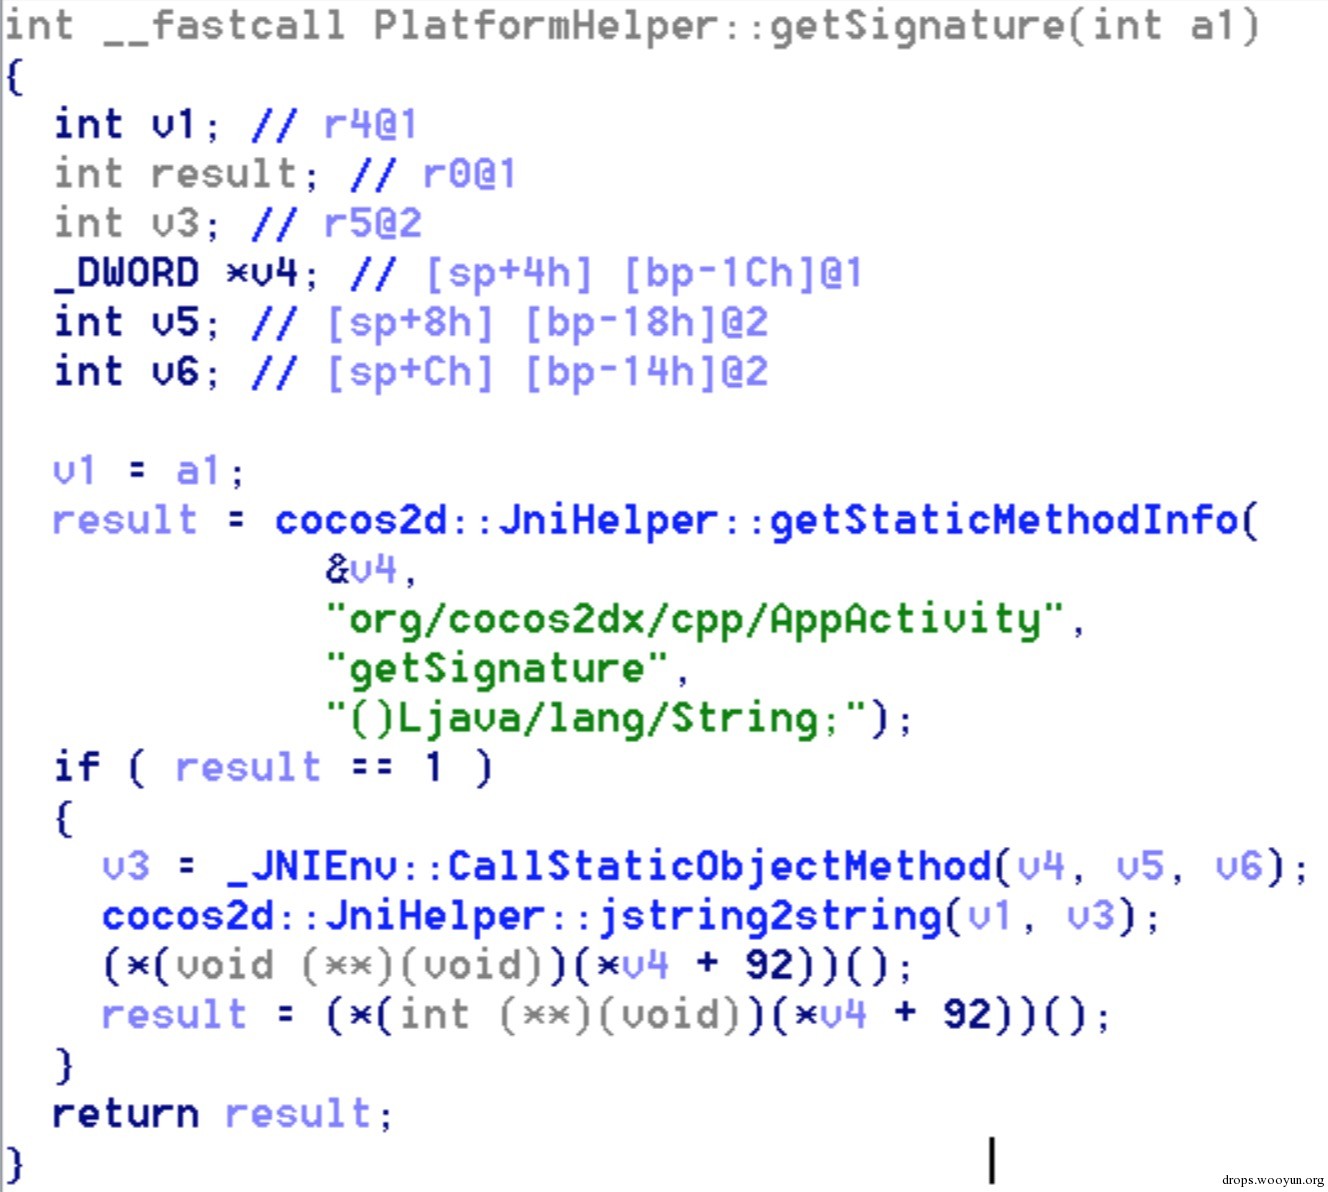 int __fastcall PlatformHelper::getSignature(int a1)
{
int v1; // r4@1
int result; // r0@1
int v3; // r5@2
_DWORD *v4; // [sp+4h] [bp-1Ch]@1
int v5; // [sp+8h] [bp-18h]@2
int v6; // [sp+Ch] [bp-14h]@2
v1 = a1;
result = cocos2d::JniHelper::getStaticMethodInfo(
&v4,
"org/cocos2dx/cpp/AppActivity",
"getSignature",
"()Ljava/lang/String;");
if ( result == 1 )
{
v3 = _JNIEnv::CallStaticObjectMethod(v4, v5, v6);
cocos2d::JniHelper::jstring2string(v1, v3);
(*(void (**)(void))(*v4 + 92))();
result = (*(int (**)(void))(*v4 + 92))();
}
return result;
}
drops.wooyun.org